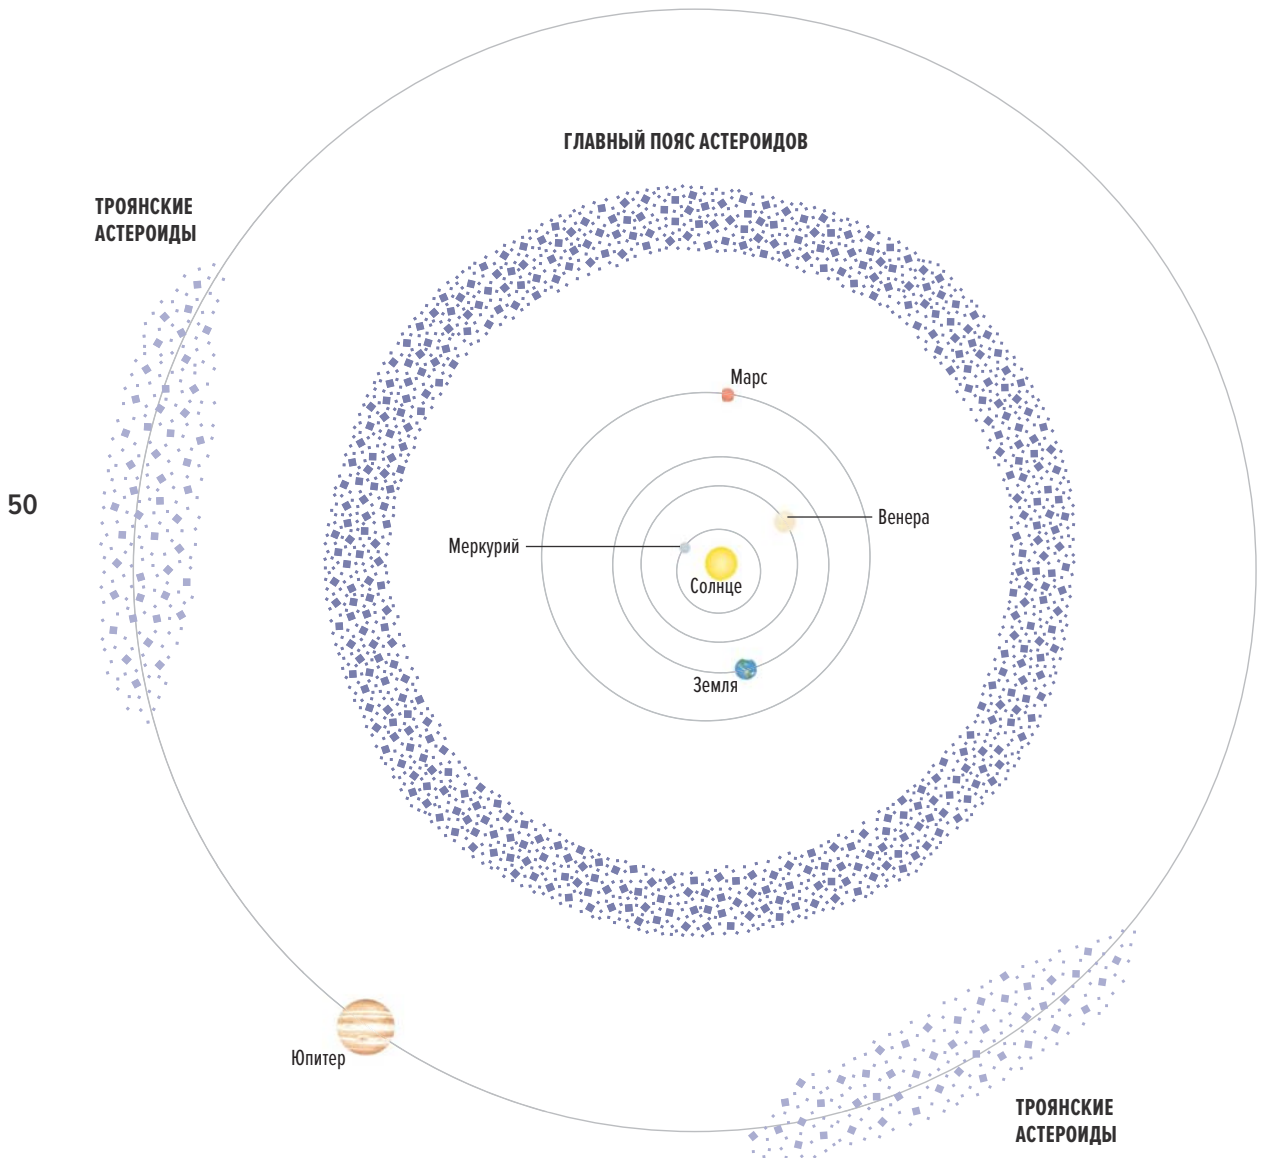 ГЛАВНЫЙ ПОЯС АСТЕРОИДОВ
ТРОЯНСКИЕ
АСТЕРОИДЫ
Марс
50
Венера
Меркурий
Солнце
Земля
Юпитер
ТРОЯНСКИЕ
АСТЕРОИДЫ